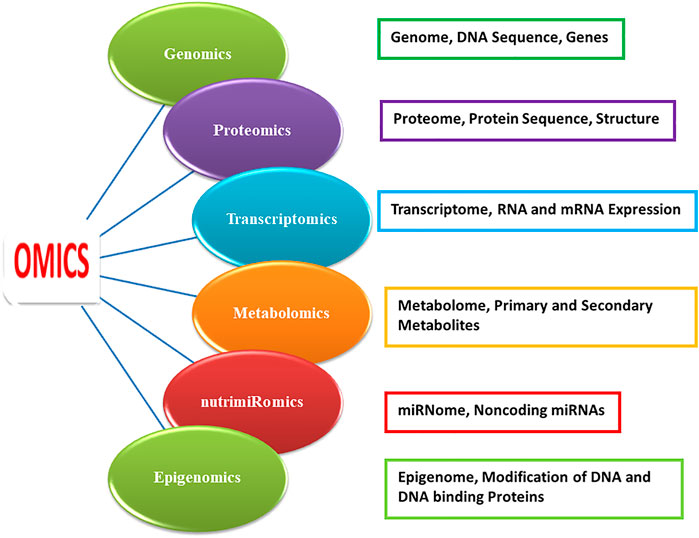 OMICS
Genomics
Genome, DNA Sequence, Genes
Proteomics
Proteome, Protein Sequence, Structure
Transcriptomics
Transcriptome, RNA and mRNA Expression
Metabolomics
Metabolome, Primary and Secondary
Metabolites
nutrimiRomics
miRNome, Noncoding miRNAs
Epigenomics
Epigenome, Modification of DNA and
DNA binding Proteins